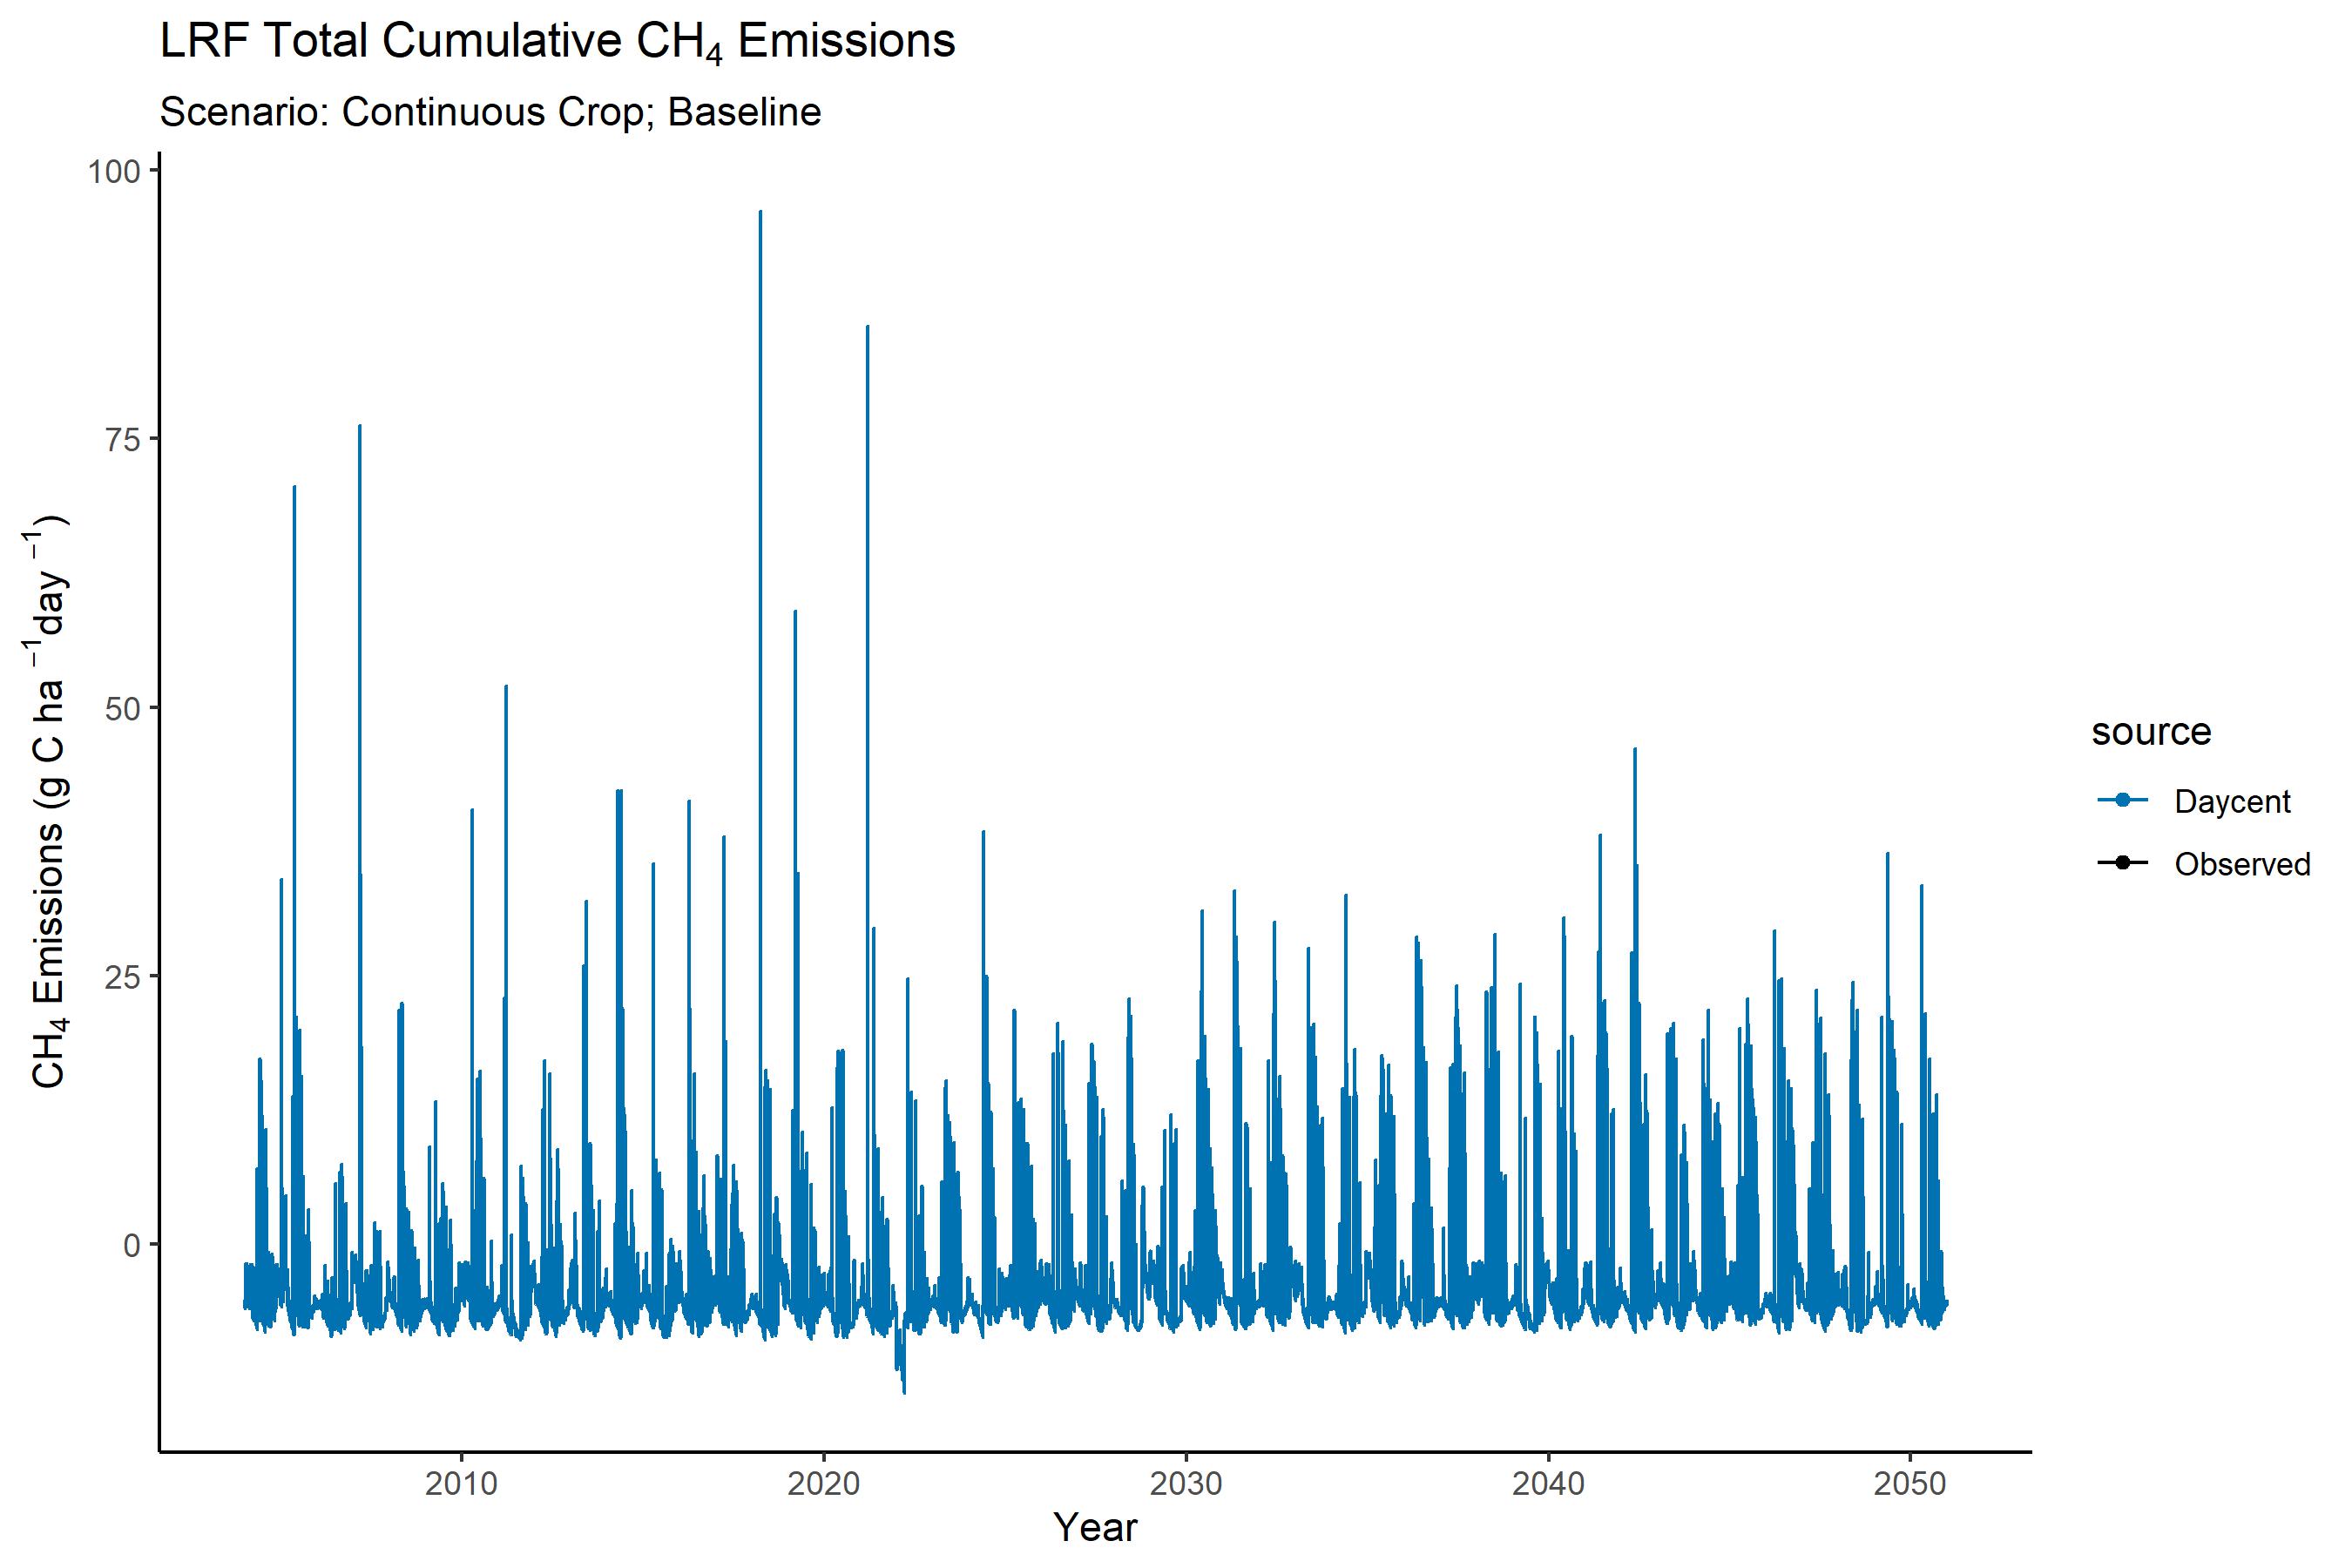 LRF Total Cumulative CH₄ Emissions
Scenario: Continuous Crop; Baseline
CH₄ Emissions (g C ha ⁻¹day ⁻¹)
100
75
50
25
0
2010 2020 2030 2040 2050
Year
source
Daycent
Observed